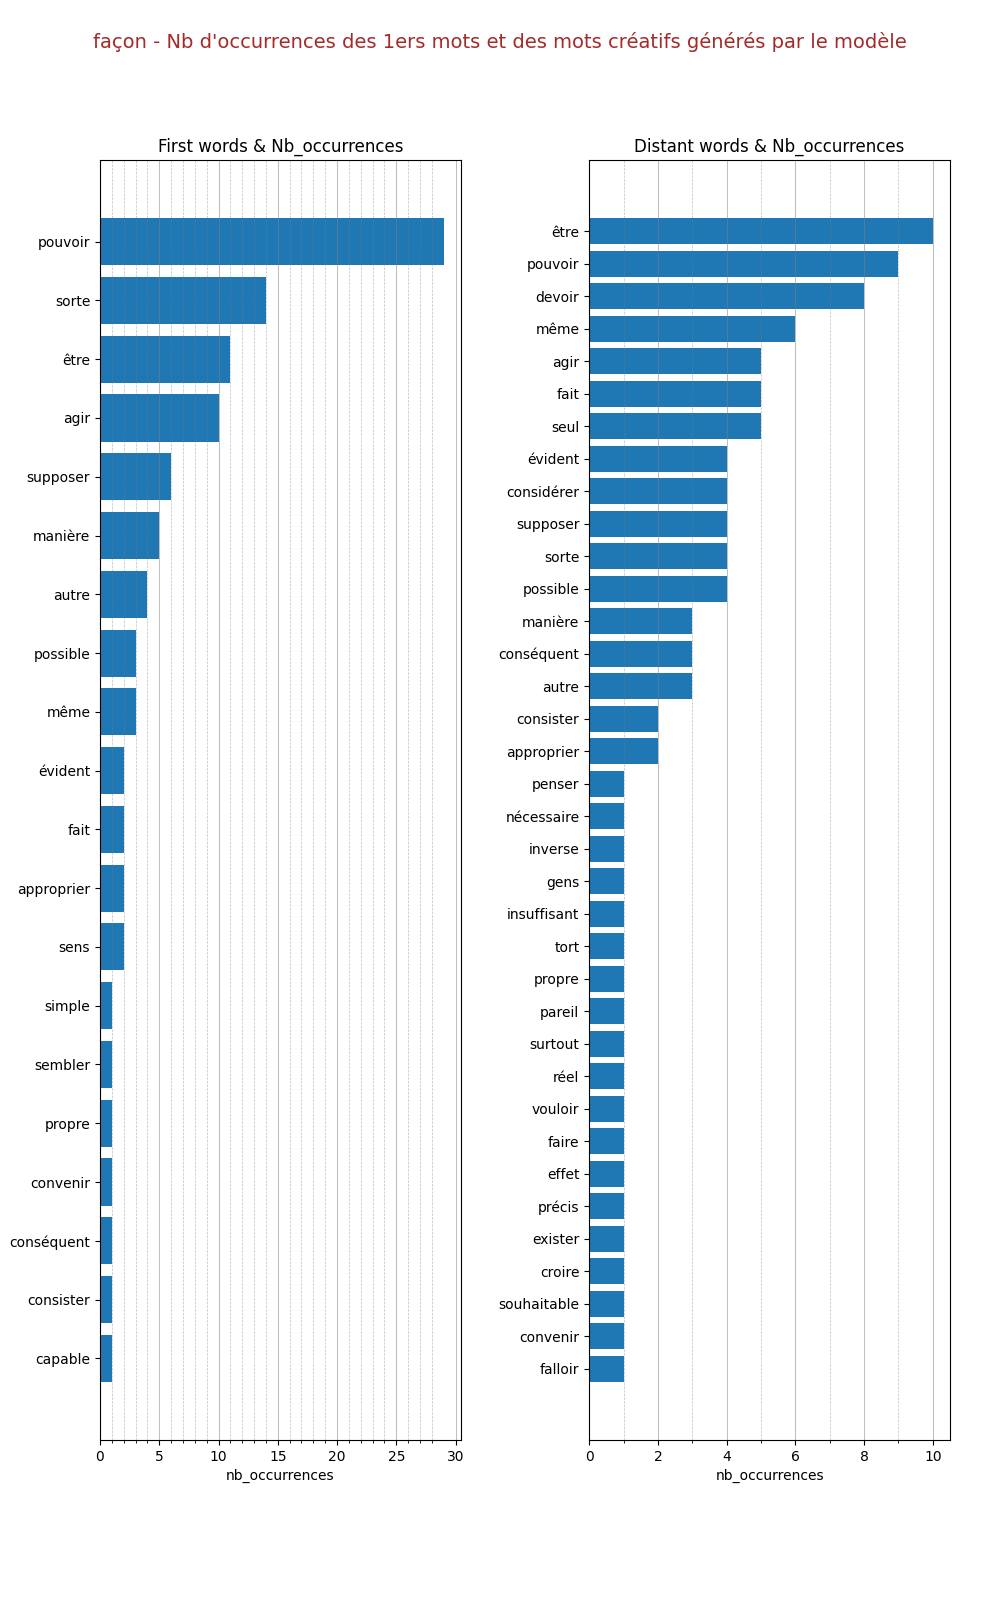 façon - Nb d'occurrences des 1ers mots et des mots créatifs générés par le modèle
First words & Nb_occurrences
pouvoir
sorte
être
agir
supposer
manière
autre
possible
même
évident
fait
approprier
sens
simple
sembler
propre
convenir
conséquent
consister
capable
0 5 10 15 20 25 30
nb_occurrences
Distant words & Nb_occurrences
être
pouvoir
devoir
même
agir
fait
seul
évident
considérer
supposer
sorte
possible
manière
conséquent
autre
consister
approprier
penser
nécessaire
inverse
gens
insuffisant
tort
propre
pareil
surtout
réel
vouloir
faire
effet
précis
exister
croire
souhaitable
convenir
falloir
0 2 4 6 8 10
nb_occurrences